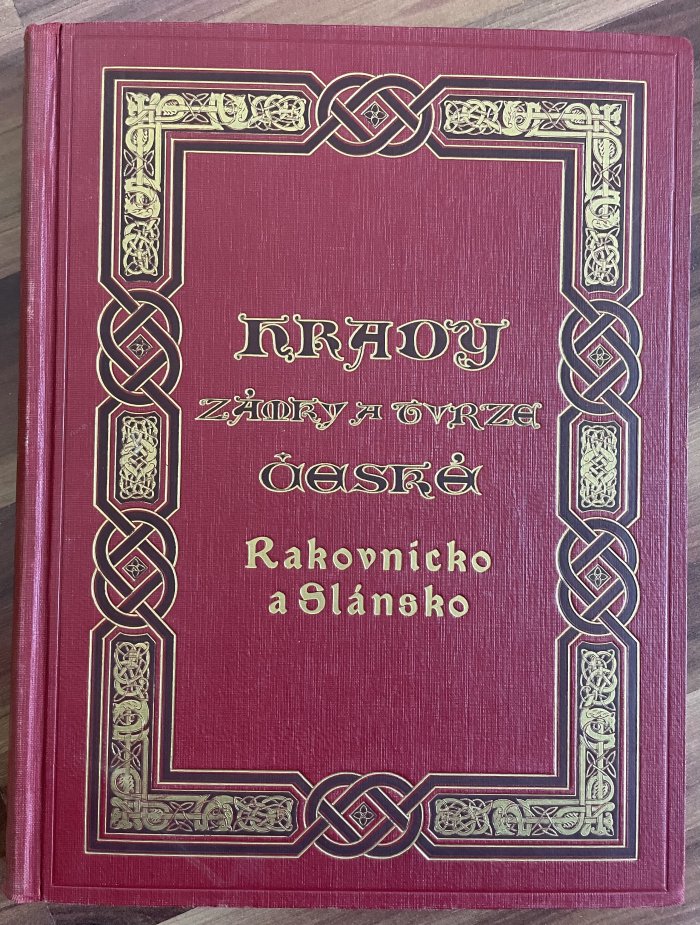 HRADY
ZÁMKY A TVRZE
ČESKÉ
Rakovnicko
a Slánsko